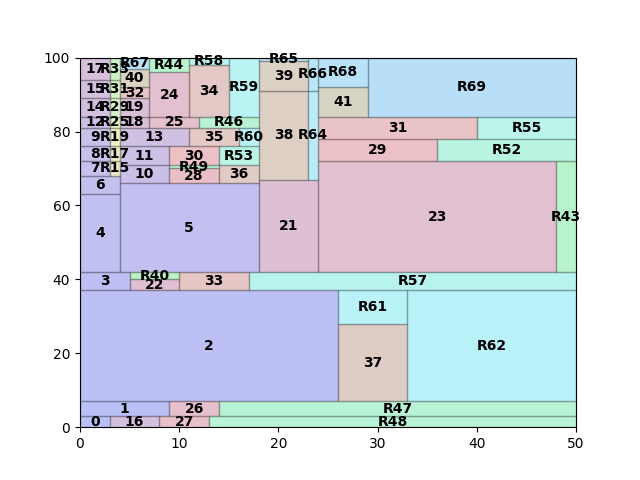 100
R67 R44 R58 R65
17 R35 40 39 R66 R68
15 R31 32 24 34 R59 R69
14 R29 19 41
12 R25 18 25 R46
80
9 R19 13 35 R60 38 R64 31 R55
8 R17 11 30 R53 29 R52
7 R15 R49
10 28 36
6
60
4 5 21 23 R43
40
3 R40 33 R57
22
2 R61 R62
20
37
1 26 R47
0 16 27 R48
0
0 10 20 30 40 50